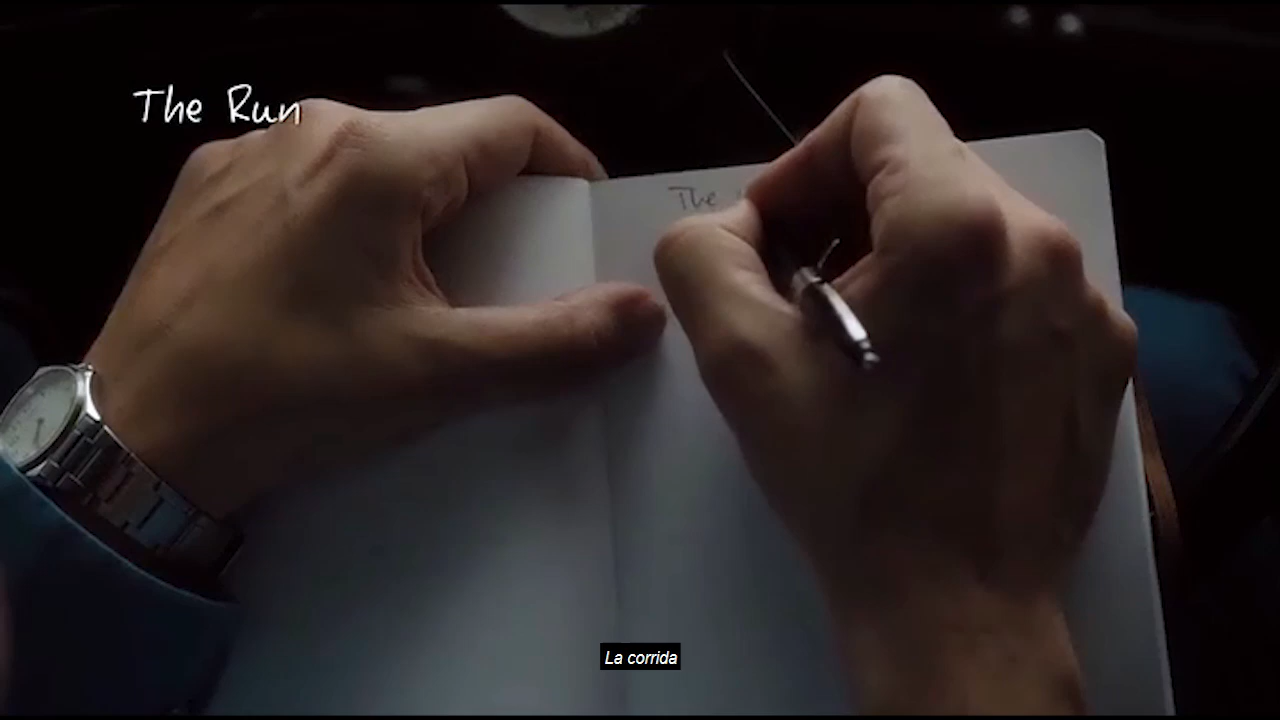 The Run
The
La corrida